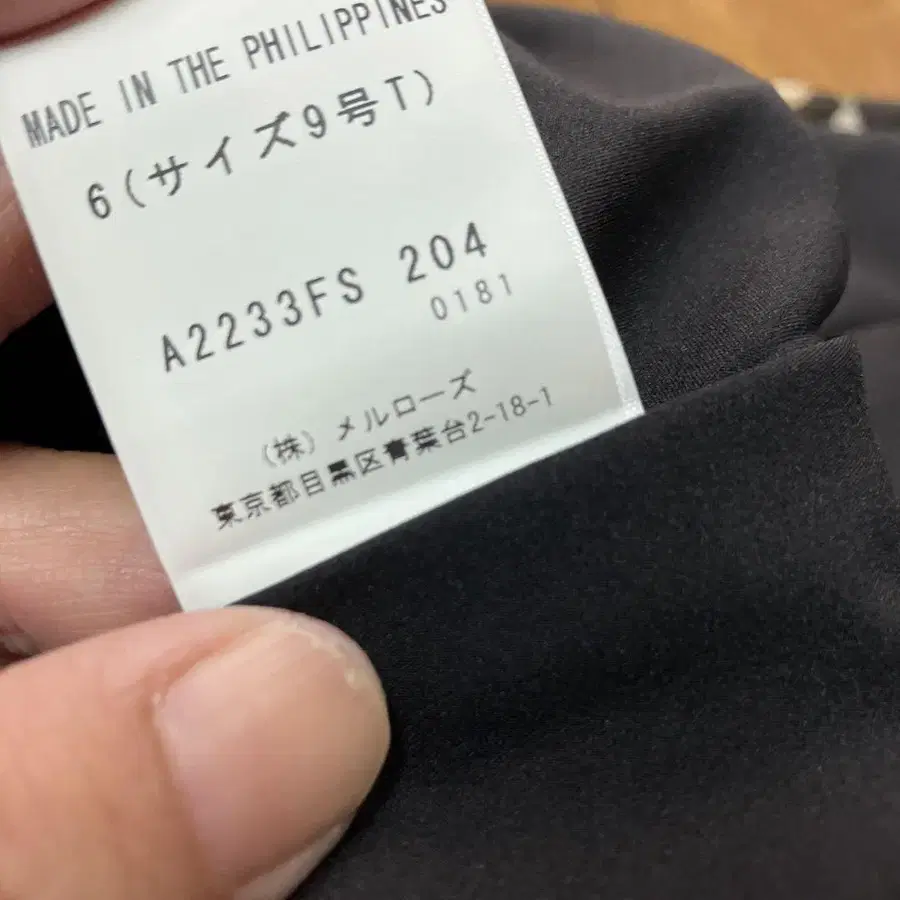 MADE IN THE PHILIPPINES
6(サイズ9号T)
A2233FS 204
0181
(株) メルローズ
東京都目黒区青葉台2-18-1